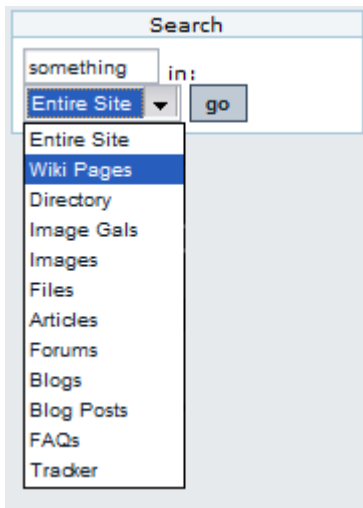 Search
something in:
Entire Site go
Entire Site
Wiki Pages
Directory
Image Gals
Images
Files
Articles
Forums
Blogs
Blog Posts
FAQs
Tracker